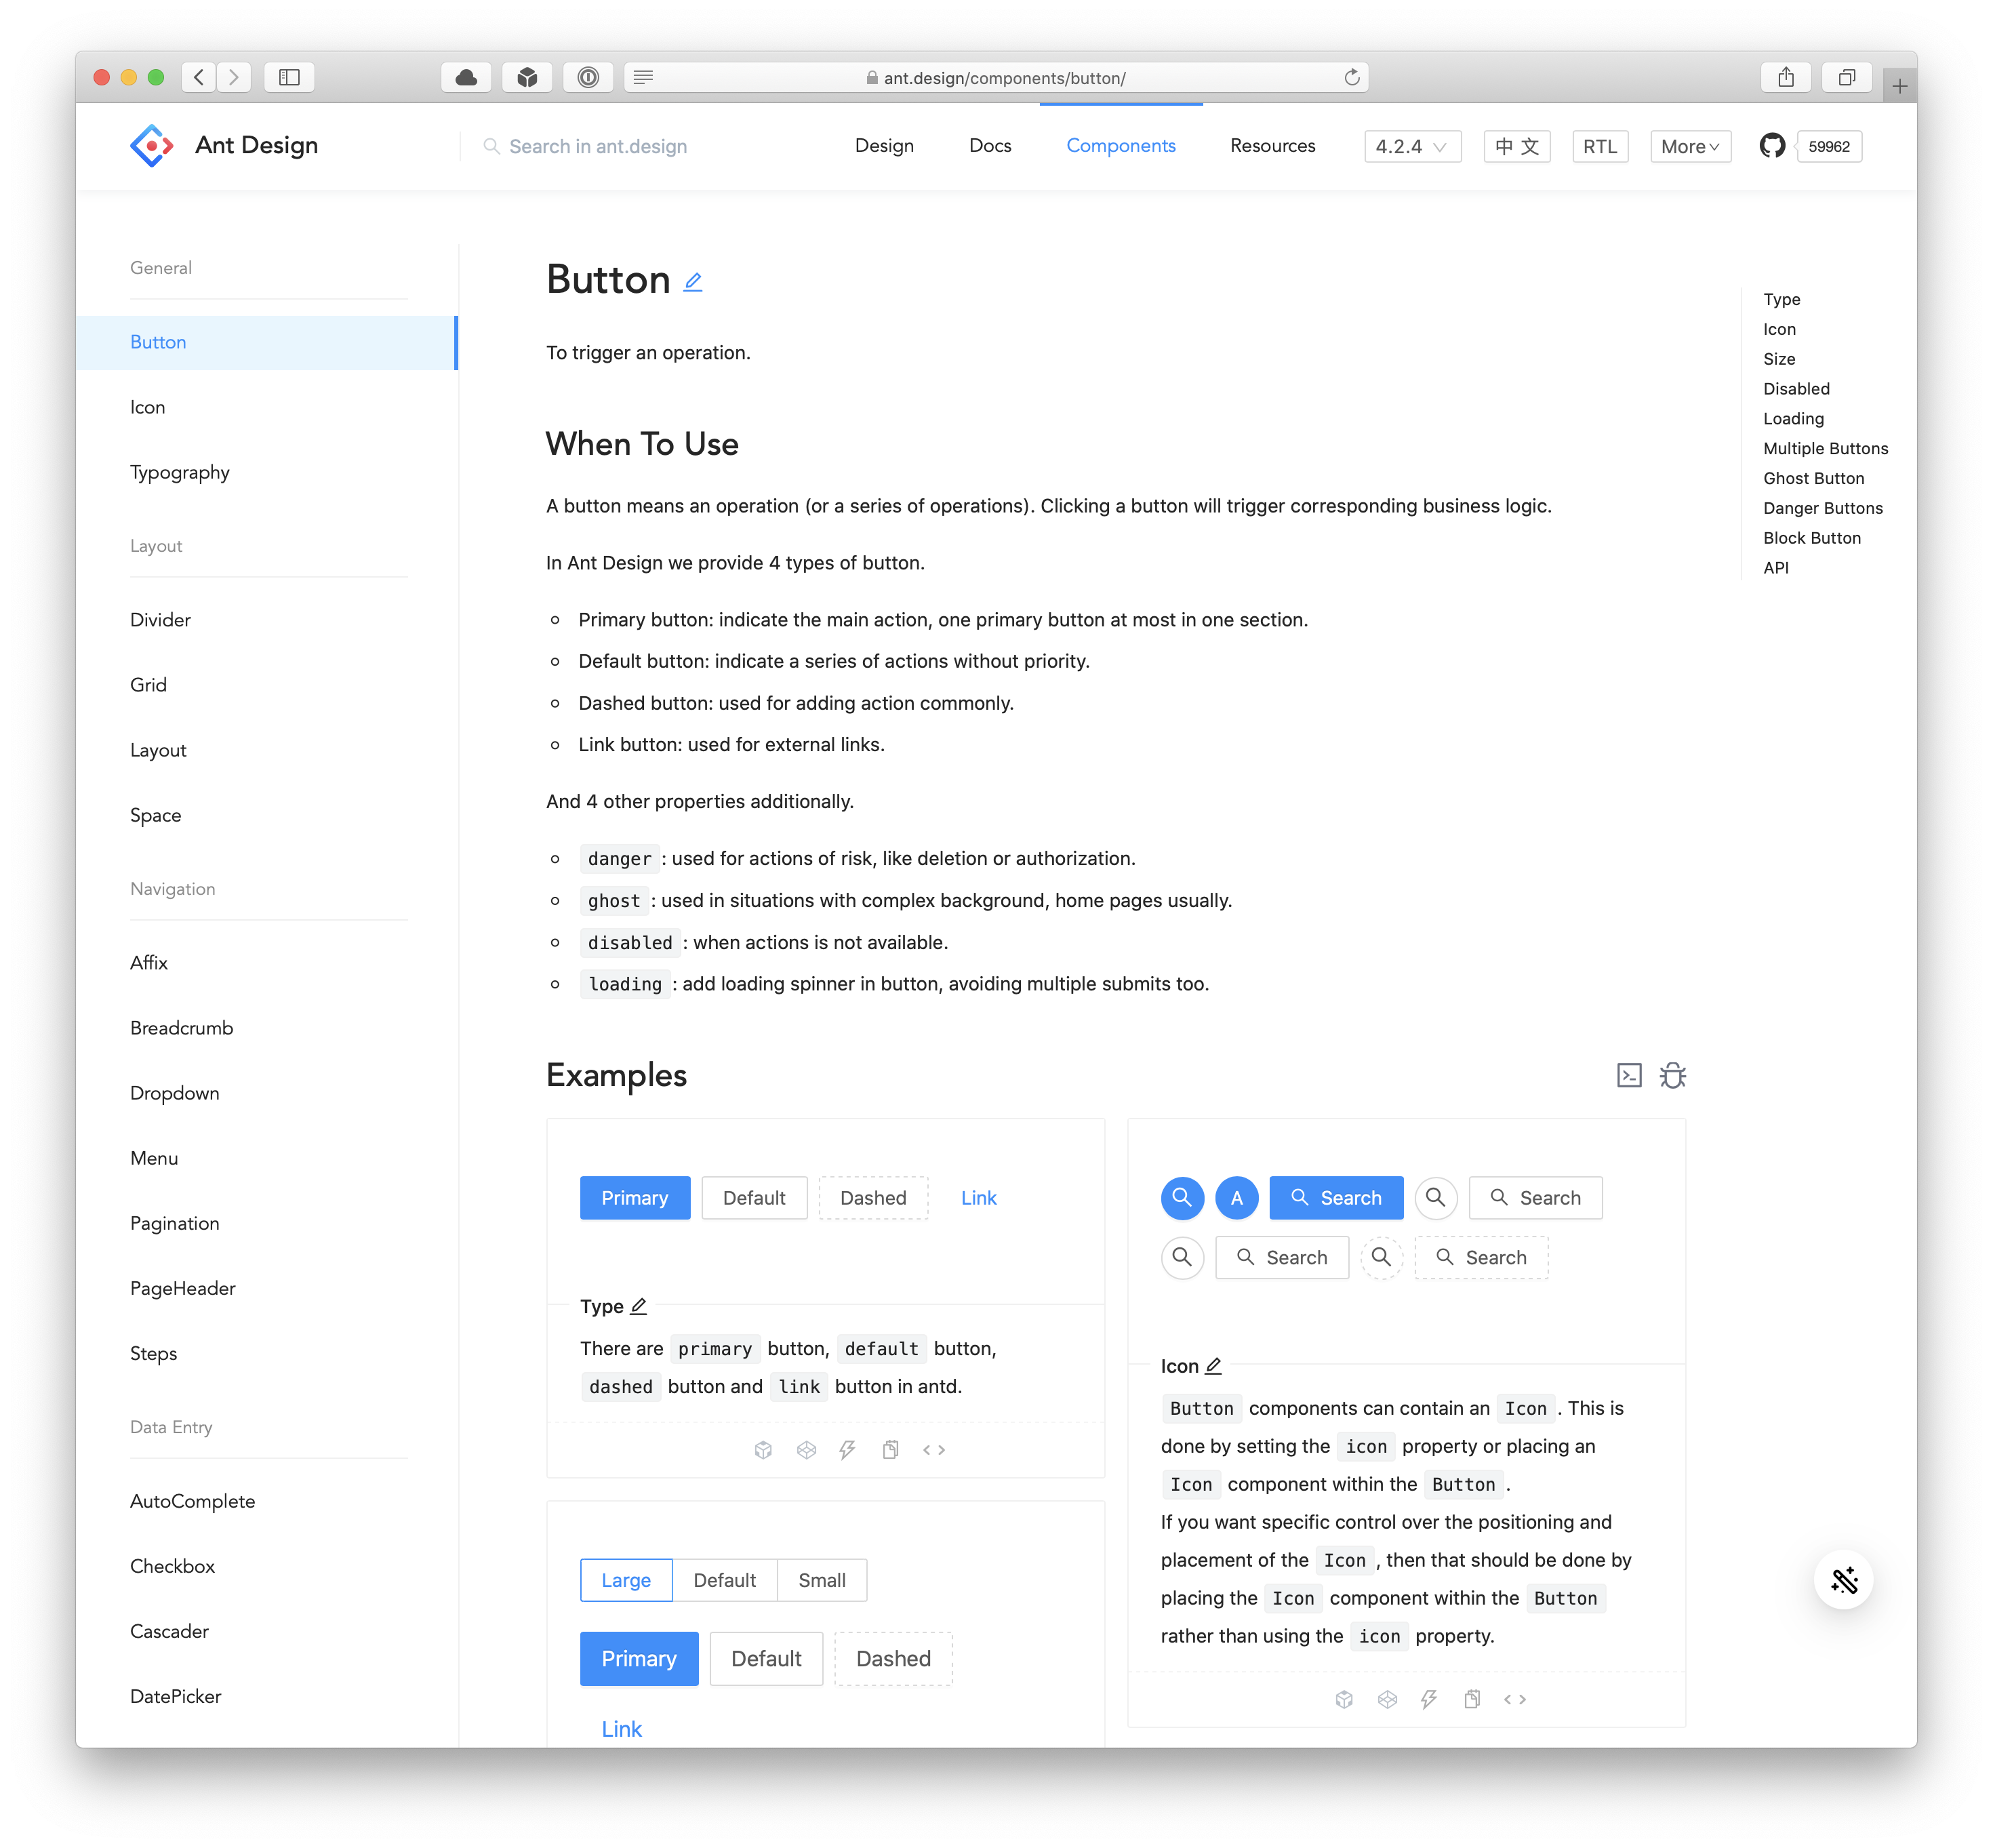 ant.design/components/button/
Ant Design
Search in ant.design
Design
Docs
Components
Resources
4.2.4
中 文
RTL
More
59962
General
Button
Icon
Typography
Layout
Divider
Grid
Layout
Space
Navigation
Affix
Breadcrumb
Dropdown
Menu
Pagination
PageHeader
Steps
Data Entry
AutoComplete
Checkbox
Cascader
DatePicker
Button
To trigger an operation.
When To Use
A button means an operation (or a series of operations). Clicking a button will trigger corresponding business logic.
In Ant Design we provide 4 types of button.
Primary button: indicate the main action, one primary button at most in one section.
Default button: indicate a series of actions without priority.
Dashed button: used for adding action commonly.
Link button: used for external links.
And 4 other properties additionally.
danger : used for actions of risk, like deletion or authorization.
ghost : used in situations with complex background, home pages usually.
disabled : when actions is not available.
loading : add loading spinner in button, avoiding multiple submits too.
Examples
Primary Default Dashed Link
Type
There are primary button, default button,
dashed button and link button in antd.
Large Default Small
Primary Default Dashed
Link
A Search Search
Search Search
Icon
Button components can contain an Icon . This is
done by setting the icon property or placing an
Icon component within the Button .
If you want specific control over the positioning and
placement of the Icon , then that should be done by
placing the Icon component within the Button
rather than using the icon property.
Type
Icon
Size
Disabled
Loading
Multiple Buttons
Ghost Button
Danger Buttons
Block Button
API